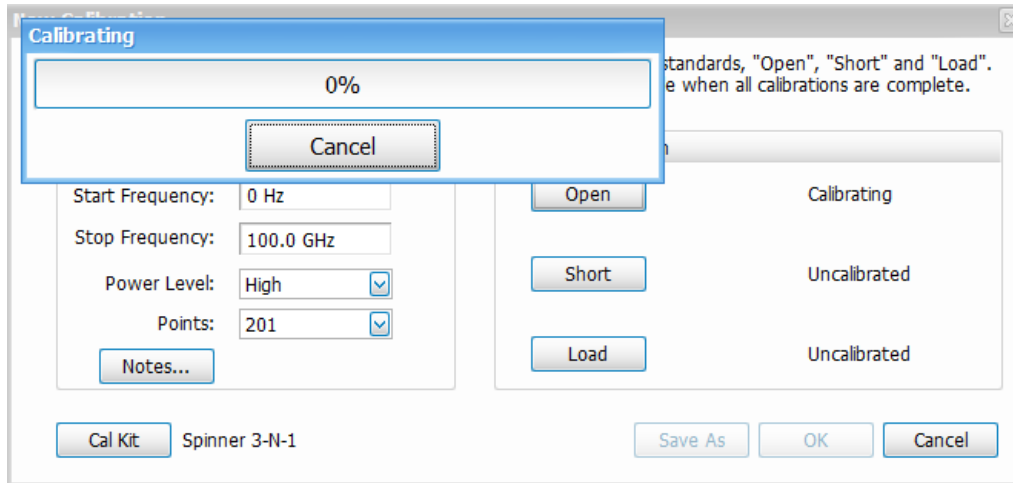 Calibrating
0%
Cancel
standards, "Open", "Short" and "Load".
e when all calibrations are complete.
Start Frequency: 0 Hz
Stop Frequency: 100.0 GHz
Power Level: High
Points: 201
Notes...
Open Calibrating
Short Uncalibrated
Load Uncalibrated
Cal Kit Spinner 3-N-1
Save As OK Cancel